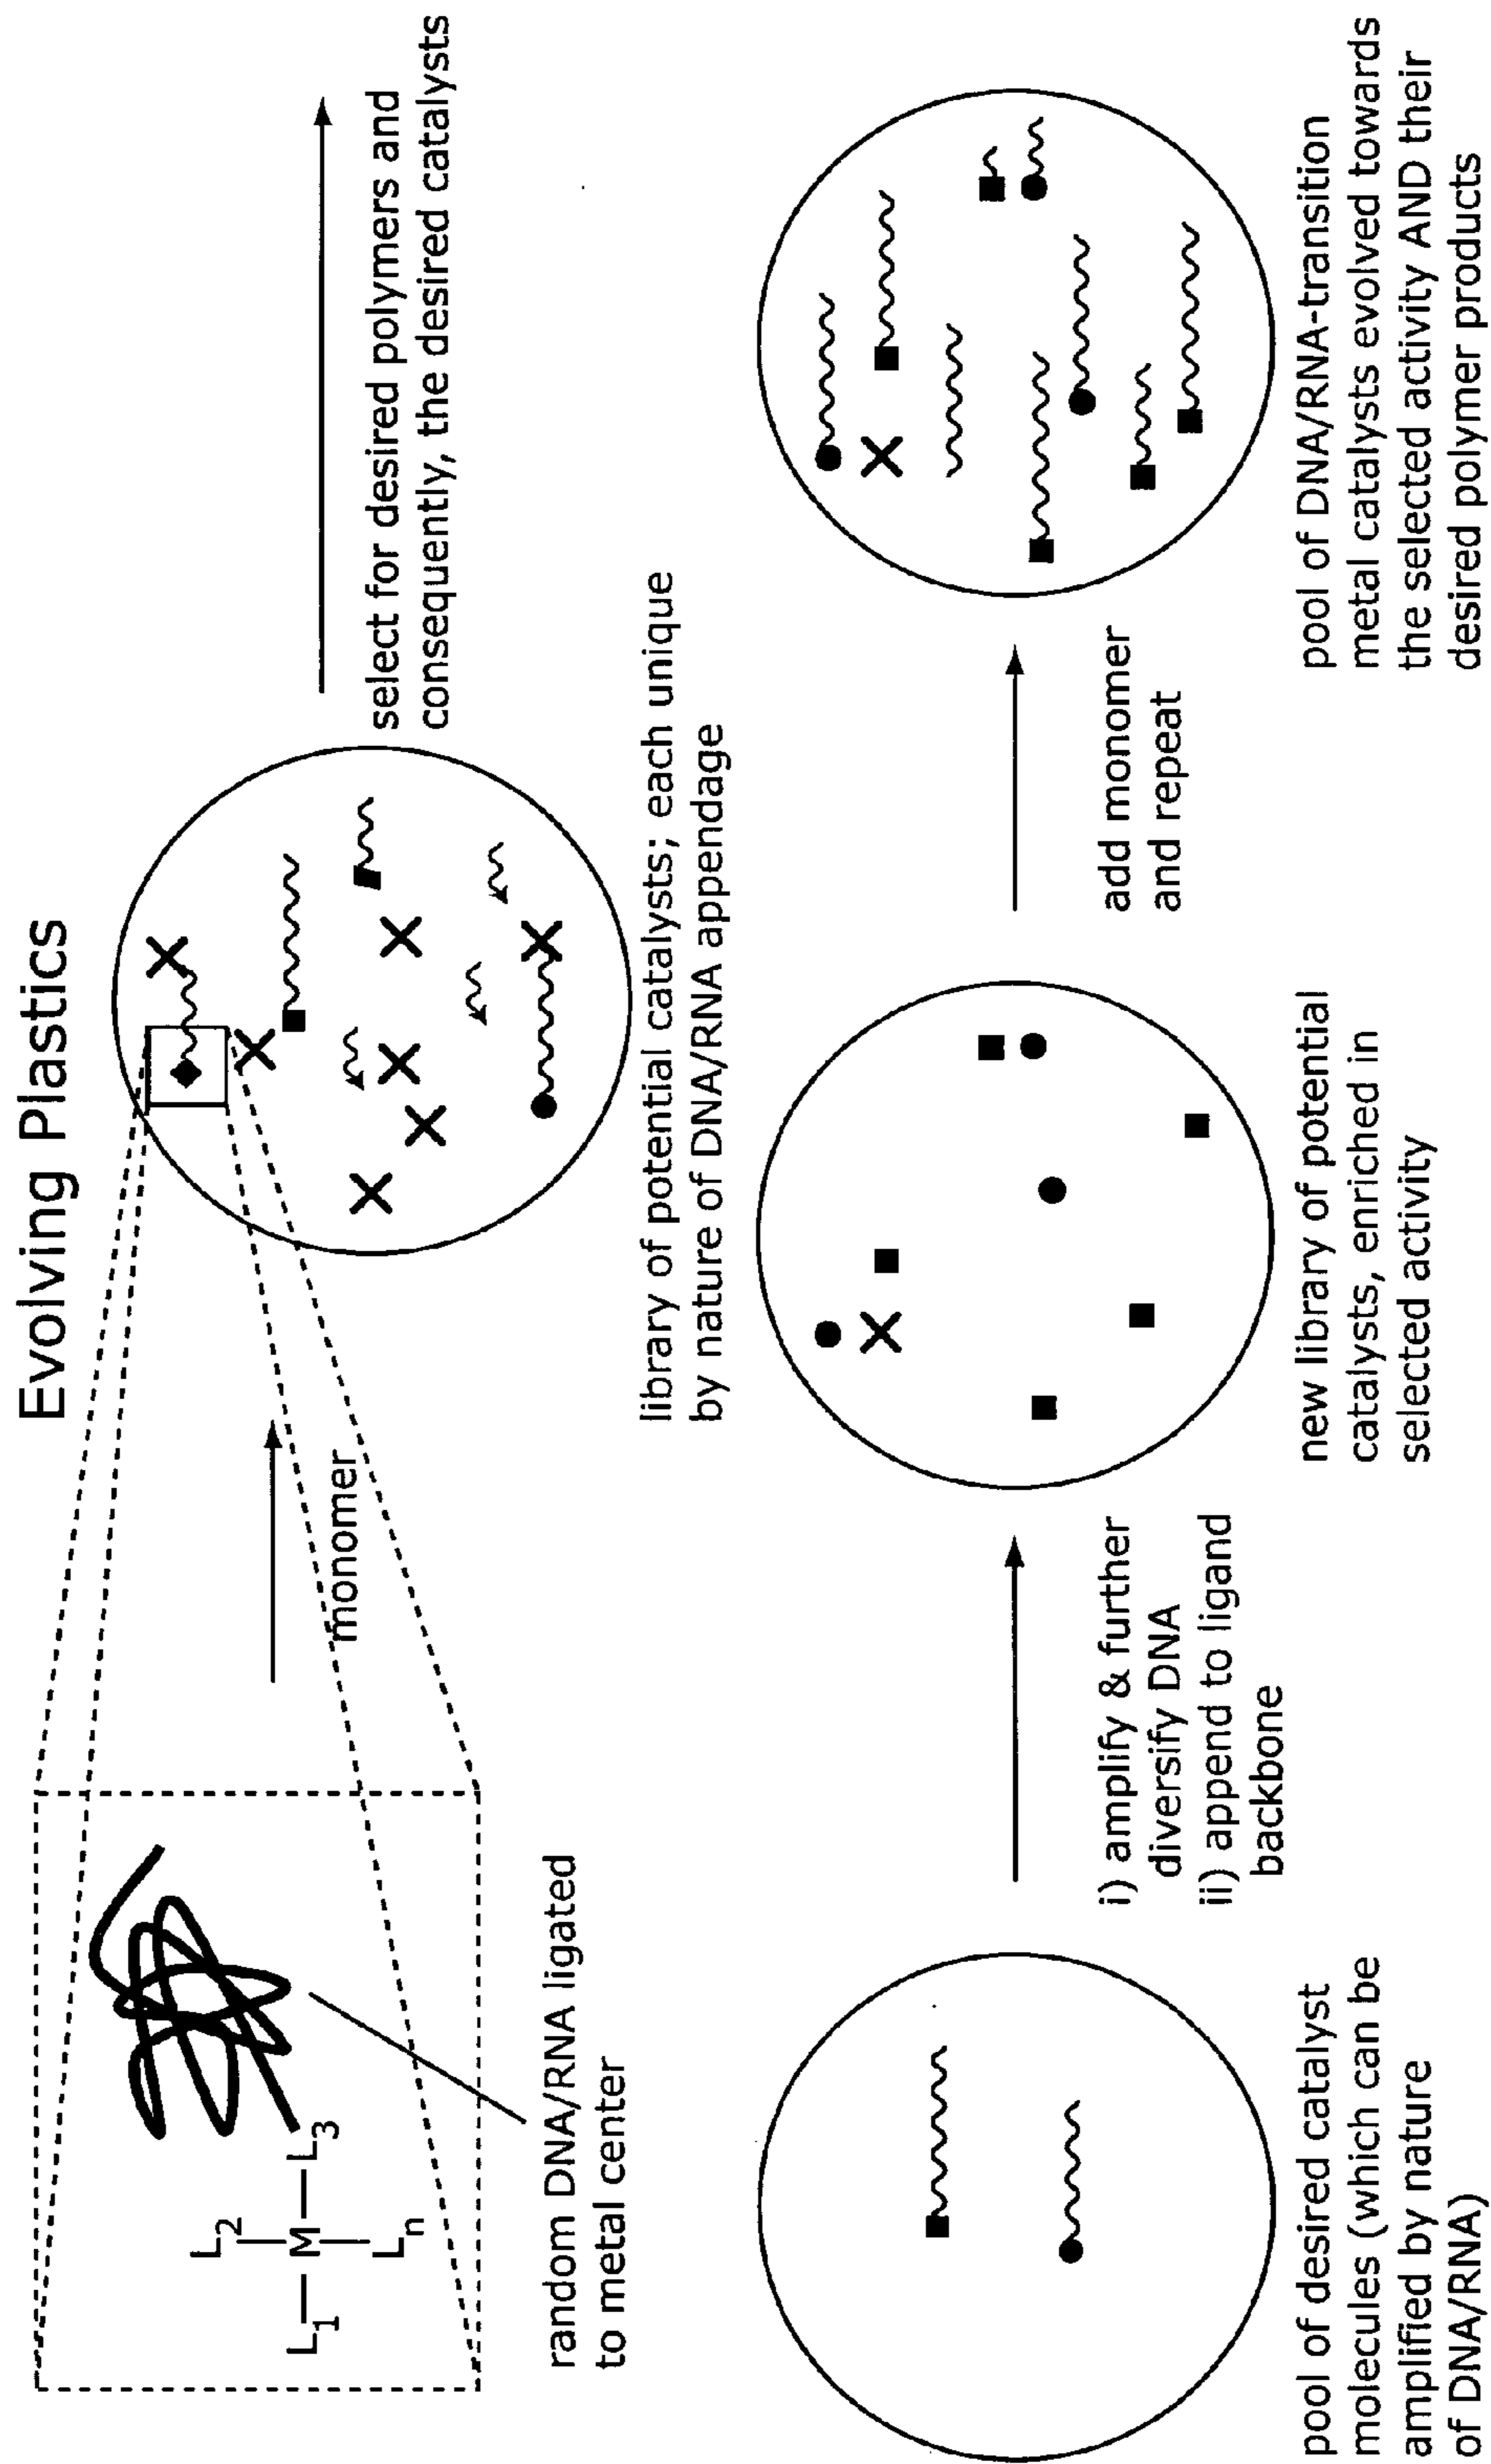 Evolving Plastics
L1—M—L3
L2
Ln
random DNA/RNA ligated
to metal center
monomer
library of potential catalysts; each unique
by nature of DNA/RNA appendage
select for desired polymers and
consequently, the desired catalysts
pool of desired catalyst
molecules (which can be
amplified by nature
of DNA/RNA)
i) amplify & further
diversify DNA
ii) append to ligand
backbone
new library of potential
catalysts, enriched in
selected activity
add monomer
and repeat
pool of DNA/RNA-transition
metal catalysts evolved towards
the selected activity AND their
desired polymer products